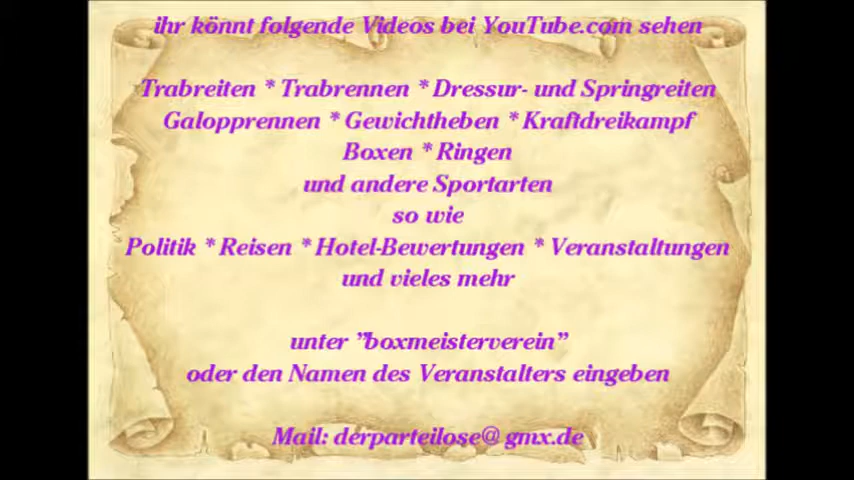 ihr könnt folgende Videos bei YouTube.com sehen
Trabreiten * Trabrennen * Dressur- und Springreiten
Galopprennen * Gewichtheben * Kraftdreikampf
Boxen * Ringen
und andere Sportarten
so wie
Politik * Reisen * Hotel-Bewertungen * Veranstaltungen
und vieles mehr
unter "boxmeisterverein"
oder den Namen des Veranstalters eingeben
Mail: derparteilose@gmx.de